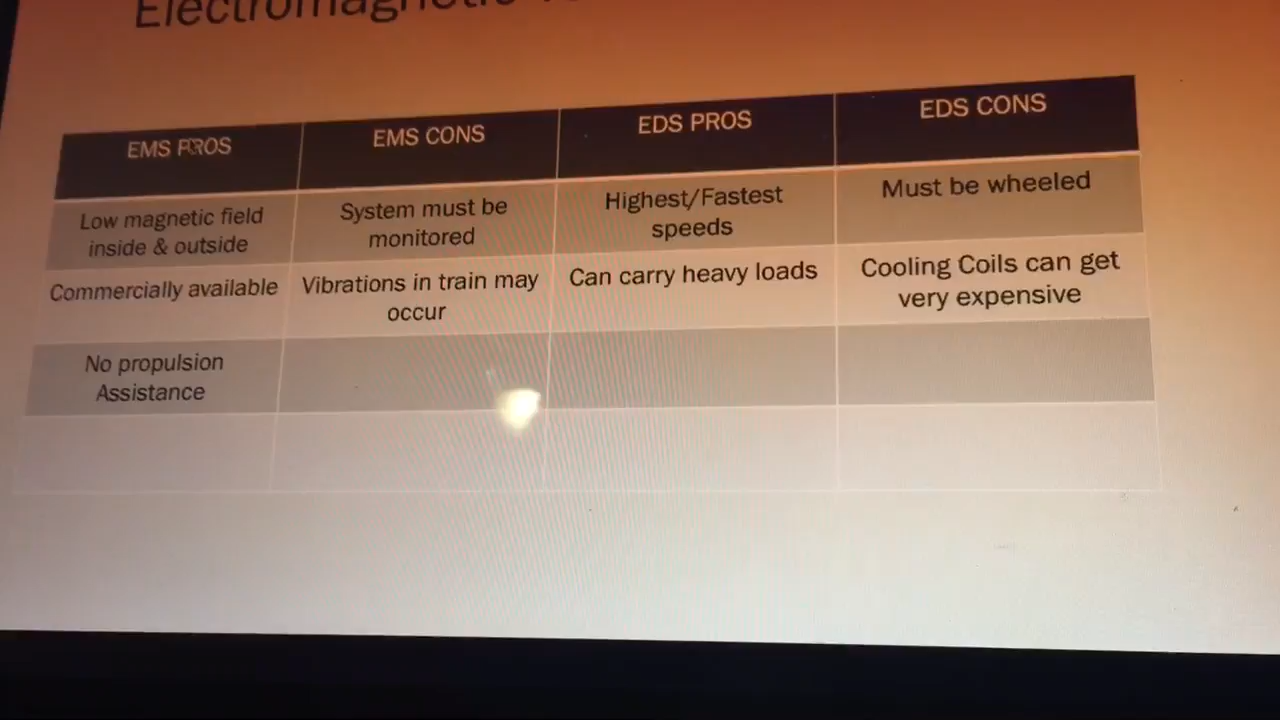 Electromagnetic
EMS PROS
EMS CONS
EDS PROS
EDS CONS
Low magnetic field
inside & outside
System must be
monitored
Highest/Fastest
speeds
Must be wheeled
Commercially available
Vibrations in train may
occur
Can carry heavy loads
Cooling Coils can get
very expensive
No propulsion
Assistance